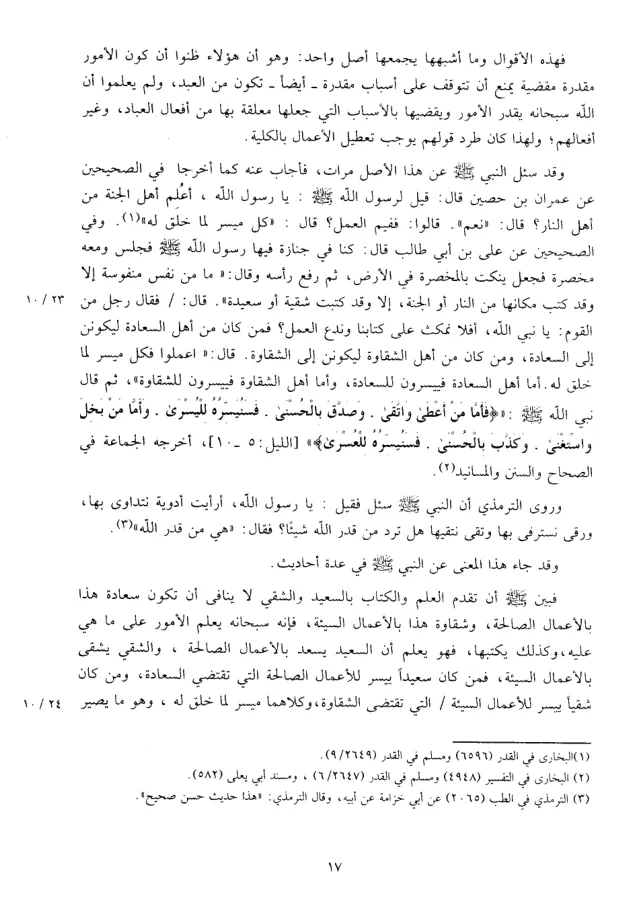 فهذه الأقوال وما أشبهها يجمعها أصل واحد: وهو أن هؤلاء ظنوا أن كون الأمور
مقدرة مقضية يمنع أن تتوقف على أسباب مقدرة ـ أيضاً ـ تكون من العبد، ولم يعلموا أن
الله سبحانه يقدر الأمور ويقضيها بالأسباب التي جعلها معلقة بها من أفعال العباد، وغير
أفعالهم؛ ولهذا كان طرد قولهم يوجب تعطيل الأعمال بالكلية.
وقد سئل النبي ﷺ عن هذا الأصل مرات، فأجاب عنه كما أخرجا في الصحيحين
عن عمران بن حصين قال: قيل لرسول الله ﷺ : يا رسول الله ، أعُلِم أهل الجنة من
أهل النار؟ قال: «نعم». قالوا: ففيم العمل؟ قال : «كل ميسر لما خلق له»(١). وفي
الصحيحين عن على بن أبي طالب قال: كنا في جنازة فيها رسول الله ﷺ فجلس ومعه
مخصرة فجعل ينكت بالمخصرة في الأرض، ثم رفع رأسه وقال:« ما من نفس منفوسة إلا
وقد كتب مكانها من النار أو الجنة، إلا وقد كتبت شقية أو سعيدة». قال: / فقال رجل من
١٠/٢٣
القوم: يا نبي الله، أفلا نمكث على كتابنا وندع العمل؟ فمن كان من أهل السعادة ليكونن
إلى السعادة، ومن كان من أهل الشقاوة ليكونن إلى الشقاوة. قال:« اعملوا فكل ميسر لما
خلق له. أما أهل السعادة فييسرون للسعادة، وأما أهل الشقاوة فييسرون للشقاوة»، ثم قال
نبي الله ﷺ :«﴿فَأَمَّا مَنْ أَعْطَىٰ وَاتَّقَىٰ . وَصَدَّقَ بِالْحُسْنَىٰ . فَسَنُيَسِّرُهُ لِلْيُسْرَىٰ . وَأَمَّا مَنْ بَخِلَ
وَاسْتَغْنَىٰ . وَكَذَّبَ بِالْحُسْنَىٰ . فَسَنُيَسِّرُهُ لِلْعُسْرَىٰ﴾» [الليل:٥ ـ ١٠]، أخرجه الجماعة في
الصحاح والسنن والمسانيد(٢).
وروى الترمذي أن النبي ﷺ سئل فقيل : يا رسول الله، أرأيت أدوية نتداوى بها،
ورقى نسترقى بها وتقى نتقيها هل ترد من قدر الله شيئًا؟ فقال: «هي من قدر الله»(٣).
وقد جاء هذا المعنى عن النبي ﷺ في عدة أحاديث.
فبين ﷺ أن تقدم العلم والكتاب بالسعيد والشقي لا ينافى أن تكون سعادة هذا
بالأعمال الصالحة، وشقاوة هذا بالأعمال السيئة، فإنه سبحانه يعلم الأمور على ما هي
عليه، وكذلك يكتبها، فهو يعلم أن السعيد يسعد بالأعمال الصالحة ، والشقي يشقى
بالأعمال السيئة، فمن كان سعيداً ييسر للأعمال الصالحة التي تقتضي السعادة، ومن كان
شقياً ييسر للأعمال السيئة / التي تقتضى الشقاوة، وكلاهما ميسر لما خلق له ، وهو ما يصير
١٠/٢٤
(١)البخارى في القدر (٦٥٩٦) ومسلم في القدر (٩/٢٦٤٩).
(٢) البخارى في التفسير (٤٩٤٨) ومسلم في القدر (٦/٢٦٤٧) ، ومسند أبي يعلى (٥٨٢).
(٣) الترمذي في الطب (٢٠٦٥) عن أبي خزامة عن أبيه ، وقال الترمذي: «هذا حديث حسن صحيح».
١٧